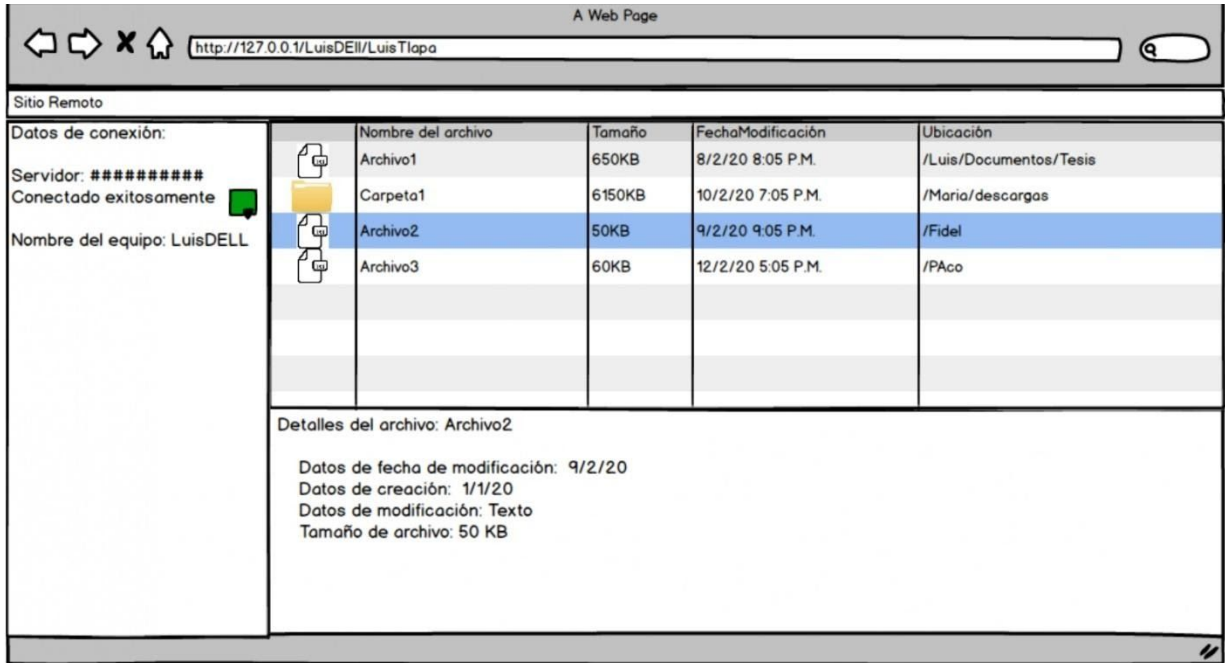 A Web Page
http://127.0.0.1/LuisDEll/LuisTlapa
Sitio Remoto
Datos de conexión:
Servidor: ##########
Conectado exitosamente
Nombre del equipo: LuisDELL
Nombre del archivo Tamaño FechaModificación Ubicación
Archivo1 650KB 8/2/20 8:05 P.M. /Luis/Documentos/Tesis
Carpeta1 6150KB 10/2/20 7:05 P.M. /Maria/descargas
Archivo2 50KB 9/2/20 9:05 P.M. /Fidel
Archivo3 60KB 12/2/20 5:05 P.M. /PAco
Detalles del archivo: Archivo2
Datos de fecha de modificación: 9/2/20
Datos de creación: 1/1/20
Datos de modificación: Texto
Tamaño de archivo: 50 KB